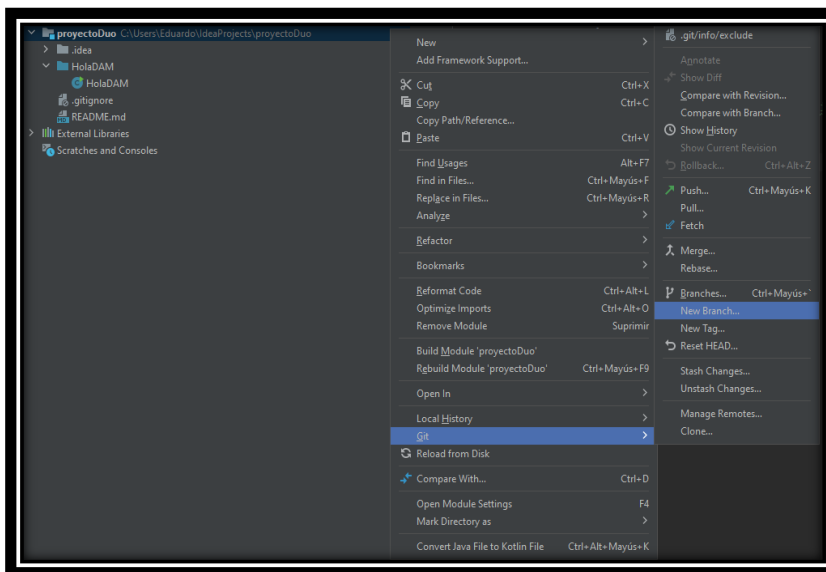 proyectoDuo C:\Users\Eduardo\IdeaProjects\proyectoDuo
.idea
HolaDAM
HolaDAM
.gitignore
README.md
External Libraries
Scratches and Consoles
New
Add Framework Support...
Cut Ctrl+X
Copy Ctrl+C
Copy Path/Reference...
Paste Ctrl+V
Find Usages Alt+F7
Find in Files... Ctrl+Mayús+F
Replace in Files... Ctrl+Mayús+R
Analyze
Refactor
Bookmarks
Reformat Code Ctrl+Alt+L
Optimize Imports Ctrl+Alt+O
Remove Module Suprimir
Build Module 'proyectoDuo'
Rebuild Module 'proyectoDuo' Ctrl+Mayús+F9
Open In
Local History
Git
Reload from Disk
Compare With... Ctrl+D
Open Module Settings F4
Mark Directory as
Convert Java File to Kotlin File Ctrl+Alt+Mayús+K
.git/info/exclude
Annotate
Show Diff
Compare with Revision...
Compare with Branch...
Show History
Show Current Revision
Rollback... Ctrl+Alt+Z
Push... Ctrl+Mayús+K
Pull...
Fetch
Merge...
Rebase...
Branches... Ctrl+Mayús+`
New Branch...
New Tag...
Reset HEAD...
Stash Changes...
Unstash Changes...
Manage Remotes...
Clone...